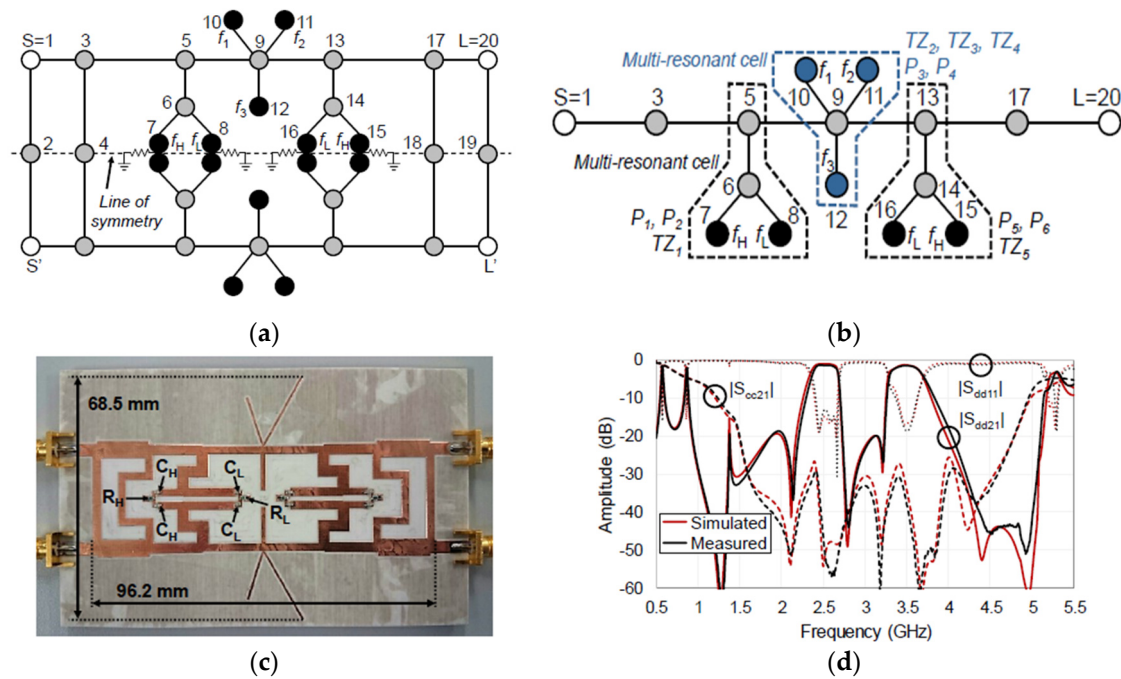 10
11
S=1
3
5
f1
f2
9
13
17
L=20
6
f3
12
14
7
8
16
15
2
4
fH
fL
fL
fH
18
19
Line of
symmetry
S'
L'
(a)
Multi-resonant cell
TZ2, TZ3, TZ4
P3, P4
f1
f2
S=1
3
5
10
9
11
13
17
L=20
Multi-resonant cell
f3
6
12
14
7
8
16
15
P1, P2
TZ1
fH
fL
fL
fH
P5, P6
TZ5
(b)
68.5 mm
CH
CL
RH
RL
CH
CL
96.2 mm
(c)
0
-10
-20
-30
-40
-50
-60
Amplitude (dB)
|Scc21|
|Sdd11|
|Sdd21|
Simulated
Measured
0.5 1 1.5 2 2.5 3 3.5 4 4.5 5 5.5
Frequency (GHz)
(d)